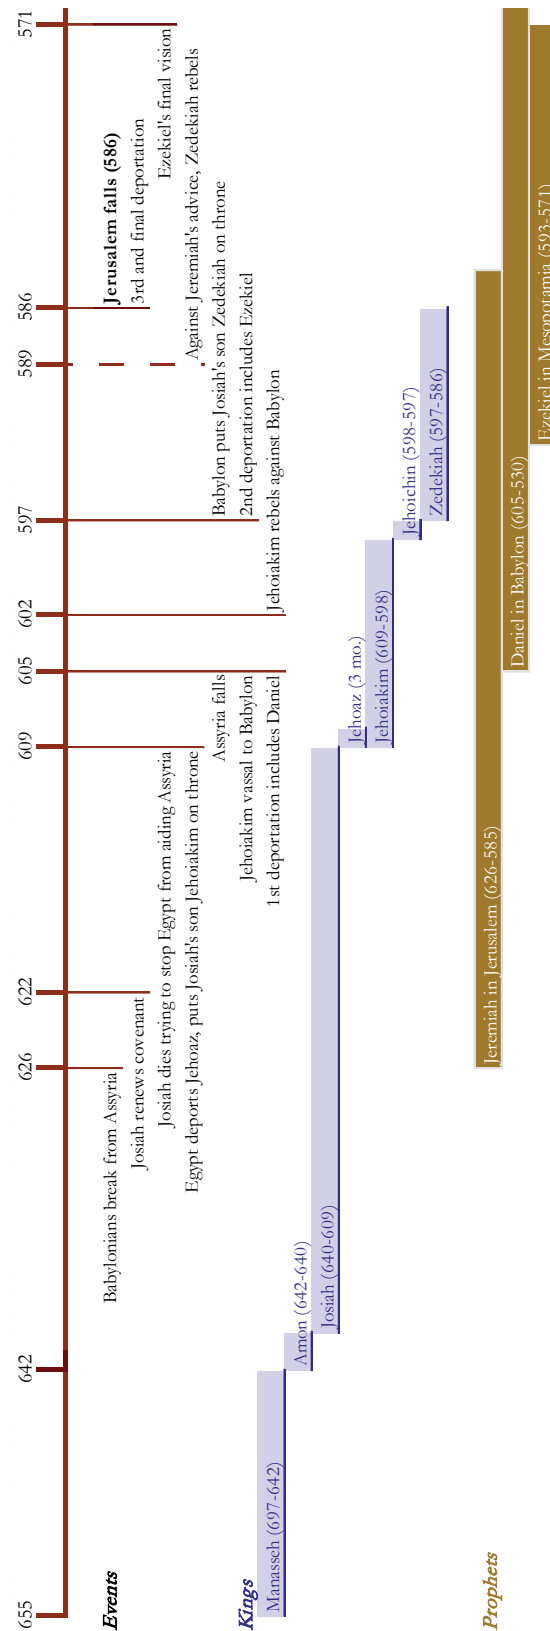 655
642
626
622
609
605
602
597
589
586
571
Events
Babylonians break from Assyria
Josiah renews covenant
Josiah dies trying to stop Egypt from aiding Assyria
Egypt deports Jehoaz, puts Josiah's son Jehoiakim on throne
Assyria falls
Jehoiakim vassal to Babylon
1st deportation includes Daniel
Jehoiakim rebels against Babylon
2nd deportation includes Ezekiel
Babylon puts Josiah's son Zedekiah on throne
Against Jeremiah's advice, Zedekiah rebels
Jerusalem falls (586)
3rd and final deportation
Ezekiel's final vision
Kings
Manasseh (697-642)
Amon (642-640)
Josiah (640-609)
Jehoaz (3 mo.)
Jehoiakim (609-598)
Jehoichin (598-597)
Zedekiah (597-586)
Prophets
Jeremiah in Jerusalem (626-585)
Daniel in Babylon (605-530)
Ezekiel in Mesopotamia (593-571)